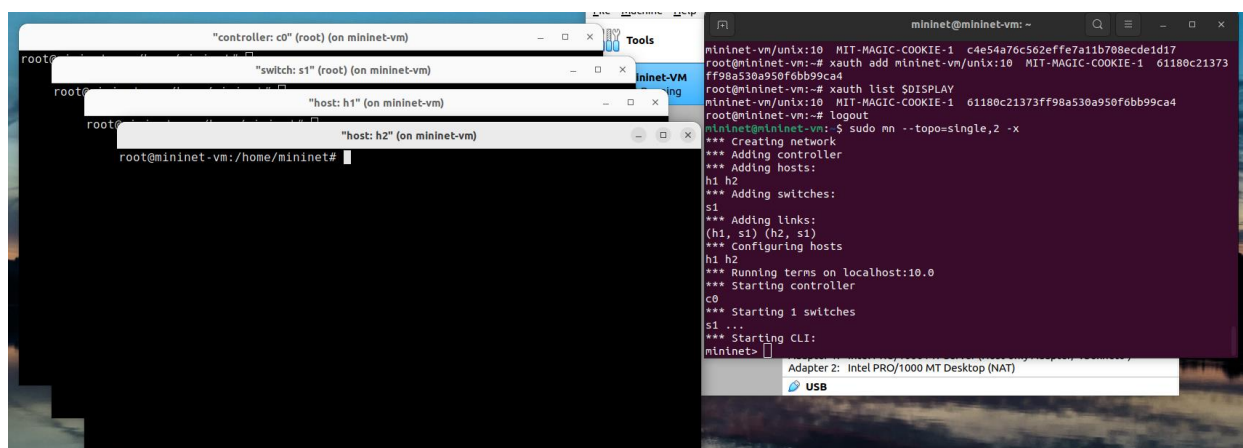 File Machine Help
Tools
ininet-VM
"controller: c0" (root) (on mininet-vm)
root@
"switch: s1" (root) (on mininet-vm)
root@
"host: h1" (on mininet-vm)
root@
"host: h2" (on mininet-vm)
root@mininet-vm:/home/mininet#
mininet@mininet-vm: ~
mininet-vm/unix:10 MIT-MAGIC-COOKIE-1 c4e54a76c562effe7a11b708ecde1d17
root@mininet-vm:~# xauth add mininet-vm/unix:10 MIT-MAGIC-COOKIE-1 61180c21373
ff98a530a950f6bb99ca4
root@mininet-vm:~# xauth list $DISPLAY
mininet-vm/unix:10 MIT-MAGIC-COOKIE-1 61180c21373ff98a530a950f6bb99ca4
root@mininet-vm:~# logout
mininet@mininet-vm:~$ sudo mn --topo=single,2 -x
*** Creating network
*** Adding controller
*** Adding hosts:
h1 h2
*** Adding switches:
s1
*** Adding links:
(h1, s1) (h2, s1)
*** Configuring hosts
h1 h2
*** Running terms on localhost:10.0
*** Starting controller
c0
*** Starting 1 switches
s1 ...
*** Starting CLI:
mininet>
Adapter 2: Intel PRO/1000 MT Desktop (NAT)
USB